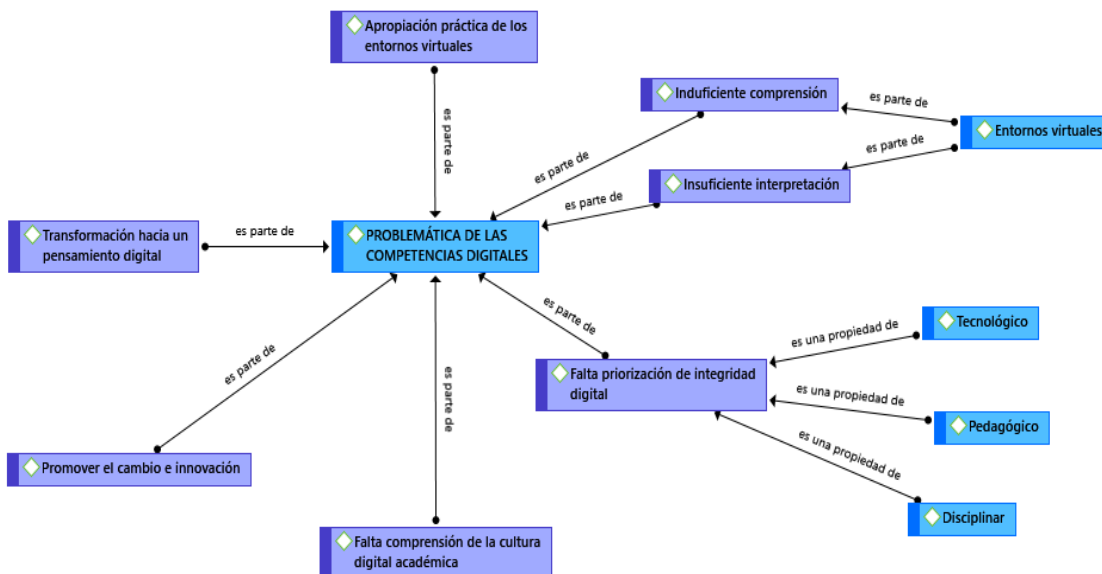 Apropiación práctica de los
entornos virtuales
es parte de
Induficiente comprensión
es parte de
Entornos virtuales
es parte de
es parte de
Insuficiente interpretación
es parte de
Transformación hacia un
pensamiento digital
es parte de
PROBLEMÁTICA DE LAS
COMPETENCIAS DIGITALES
es parte de
Tecnológico
es una propiedad de
es parte de
Falta priorización de integridad
digital
es una propiedad de
Pedagógico
es parte de
es una propiedad de
Promover el cambio e innovación
Disciplinar
Falta comprensión de la cultura
digital académica